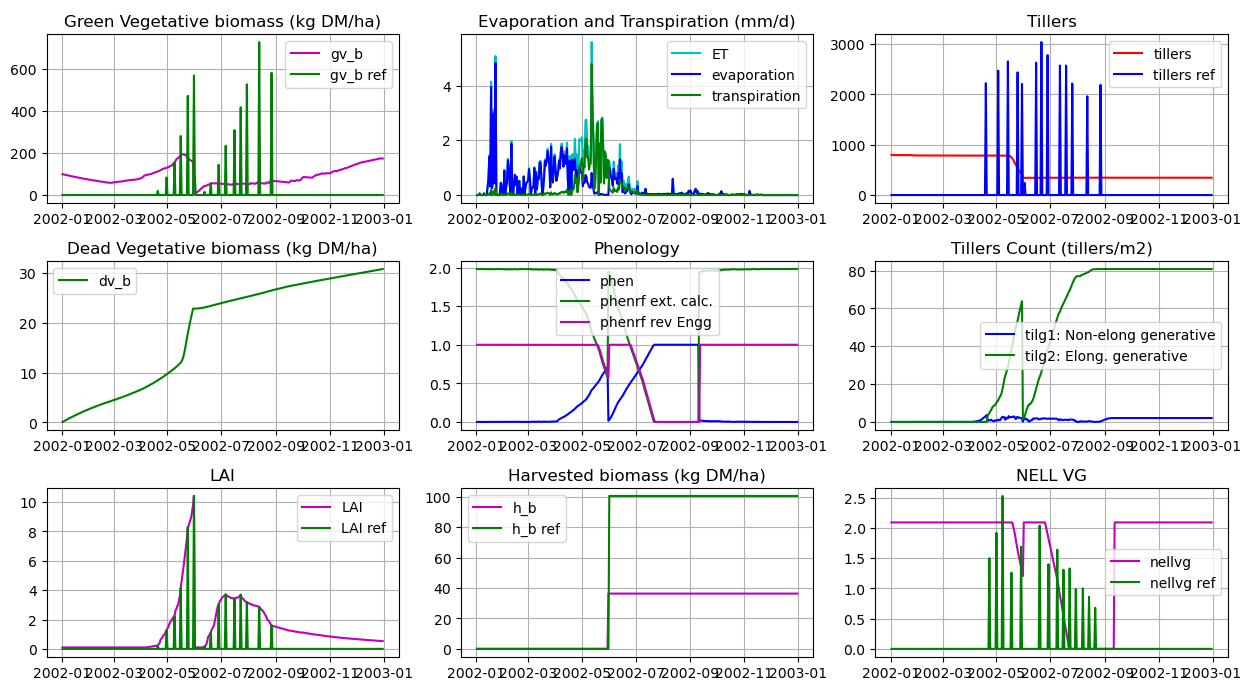 Green Vegetative biomass (kg DM/ha)
gv_b
gv_b ref
600
400
200
0
2002-01 2002-03 2002-05 2002-07 2002-09 2002-11 2003-01
Evaporation and Transpiration (mm/d)
ET
evaporation
transpiration
4
2
0
2002-01 2002-03 2002-05 2002-07 2002-09 2002-11 2003-01
Tillers
tillers
tillers ref
3000
2000
1000
0
2002-01 2002-03 2002-05 2002-07 2002-09 2002-11 2003-01
Dead Vegetative biomass (kg DM/ha)
dv_b
30
20
10
0
2002-01 2002-03 2002-05 2002-07 2002-09 2002-11 2003-01
Phenology
phen
phenrf ext. calc.
phenrf rev Engg
2.0
1.5
1.0
0.5
0.0
2002-01 2002-03 2002-05 2002-07 2002-09 2002-11 2003-01
Tillers Count (tillers/m2)
tilg1: Non-elong generative
tilg2: Elong. generative
80
60
40
20
0
2002-01 2002-03 2002-05 2002-07 2002-09 2002-11 2003-01
LAI
LAI
LAI ref
10
8
6
4
2
0
2002-01 2002-03 2002-05 2002-07 2002-09 2002-11 2003-01
Harvested biomass (kg DM/ha)
h_b
h_b ref
100
80
60
40
20
0
2002-01 2002-03 2002-05 2002-07 2002-09 2002-11 2003-01
NELL VG
nellvg
nellvg ref
2.5
2.0
1.5
1.0
0.5
0.0
2002-01 2002-03 2002-05 2002-07 2002-09 2002-11 2003-01